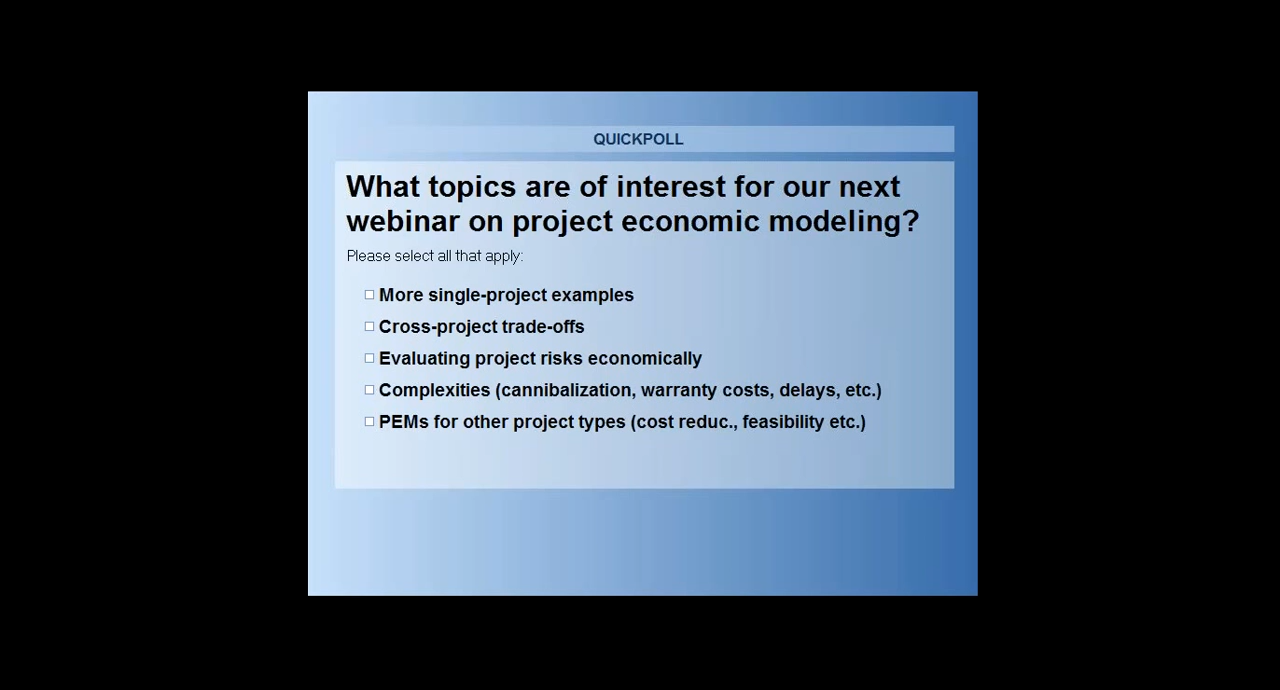 QUICKPOLL
What topics are of interest for our next
webinar on project economic modeling?
Please select all that apply:
More single-project examples
Cross-project trade-offs
Evaluating project risks economically
Complexities (cannibalization, warranty costs, delays, etc.)
PEMs for other project types (cost reduc., feasibility etc.)